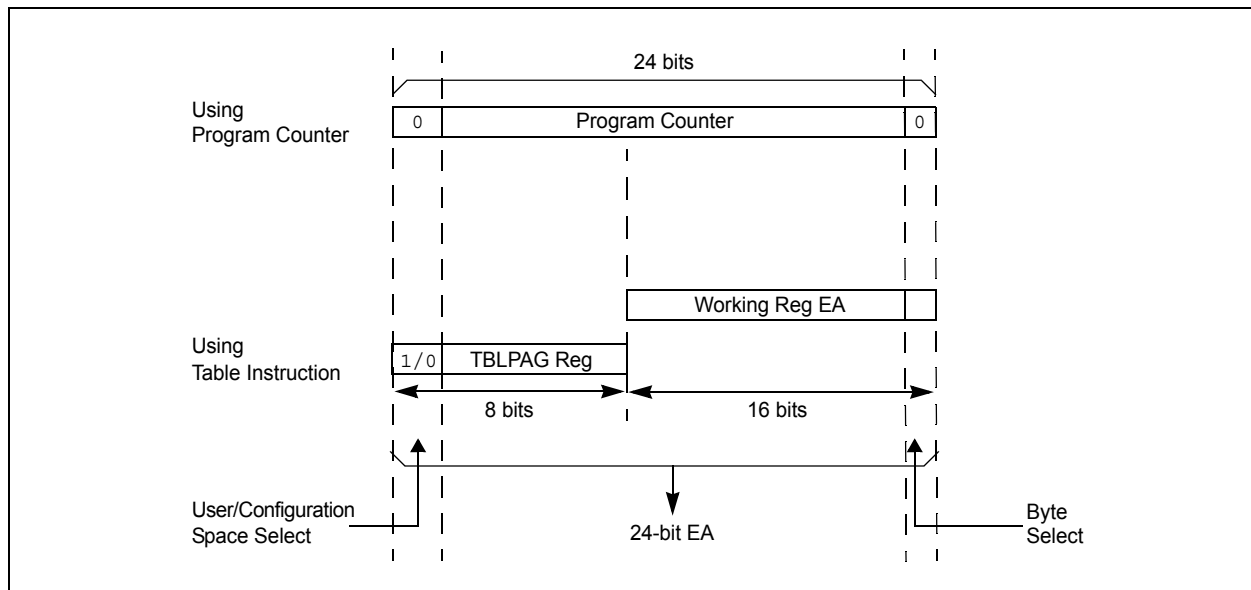 24 bits
Using
Program Counter
0
Program Counter
0
Working Reg EA
Using
Table Instruction
1/0
TBLPAG Reg
8 bits
16 bits
User/Configuration
Space Select
24-bit EA
Byte
Select